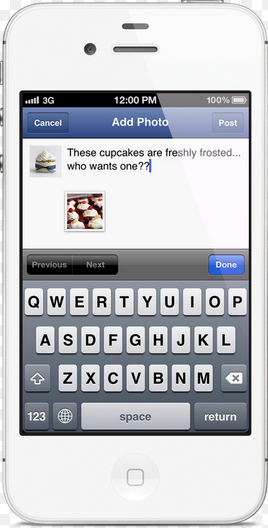 3G 12:00 PM 100%
Cancel Add Photo Post
These cupcakes are freshly frosted...
who wants one??
Previous Next Done
Q W E R T Y U I O P
A S D F G H J K L
Z X C V B N M
123 space return